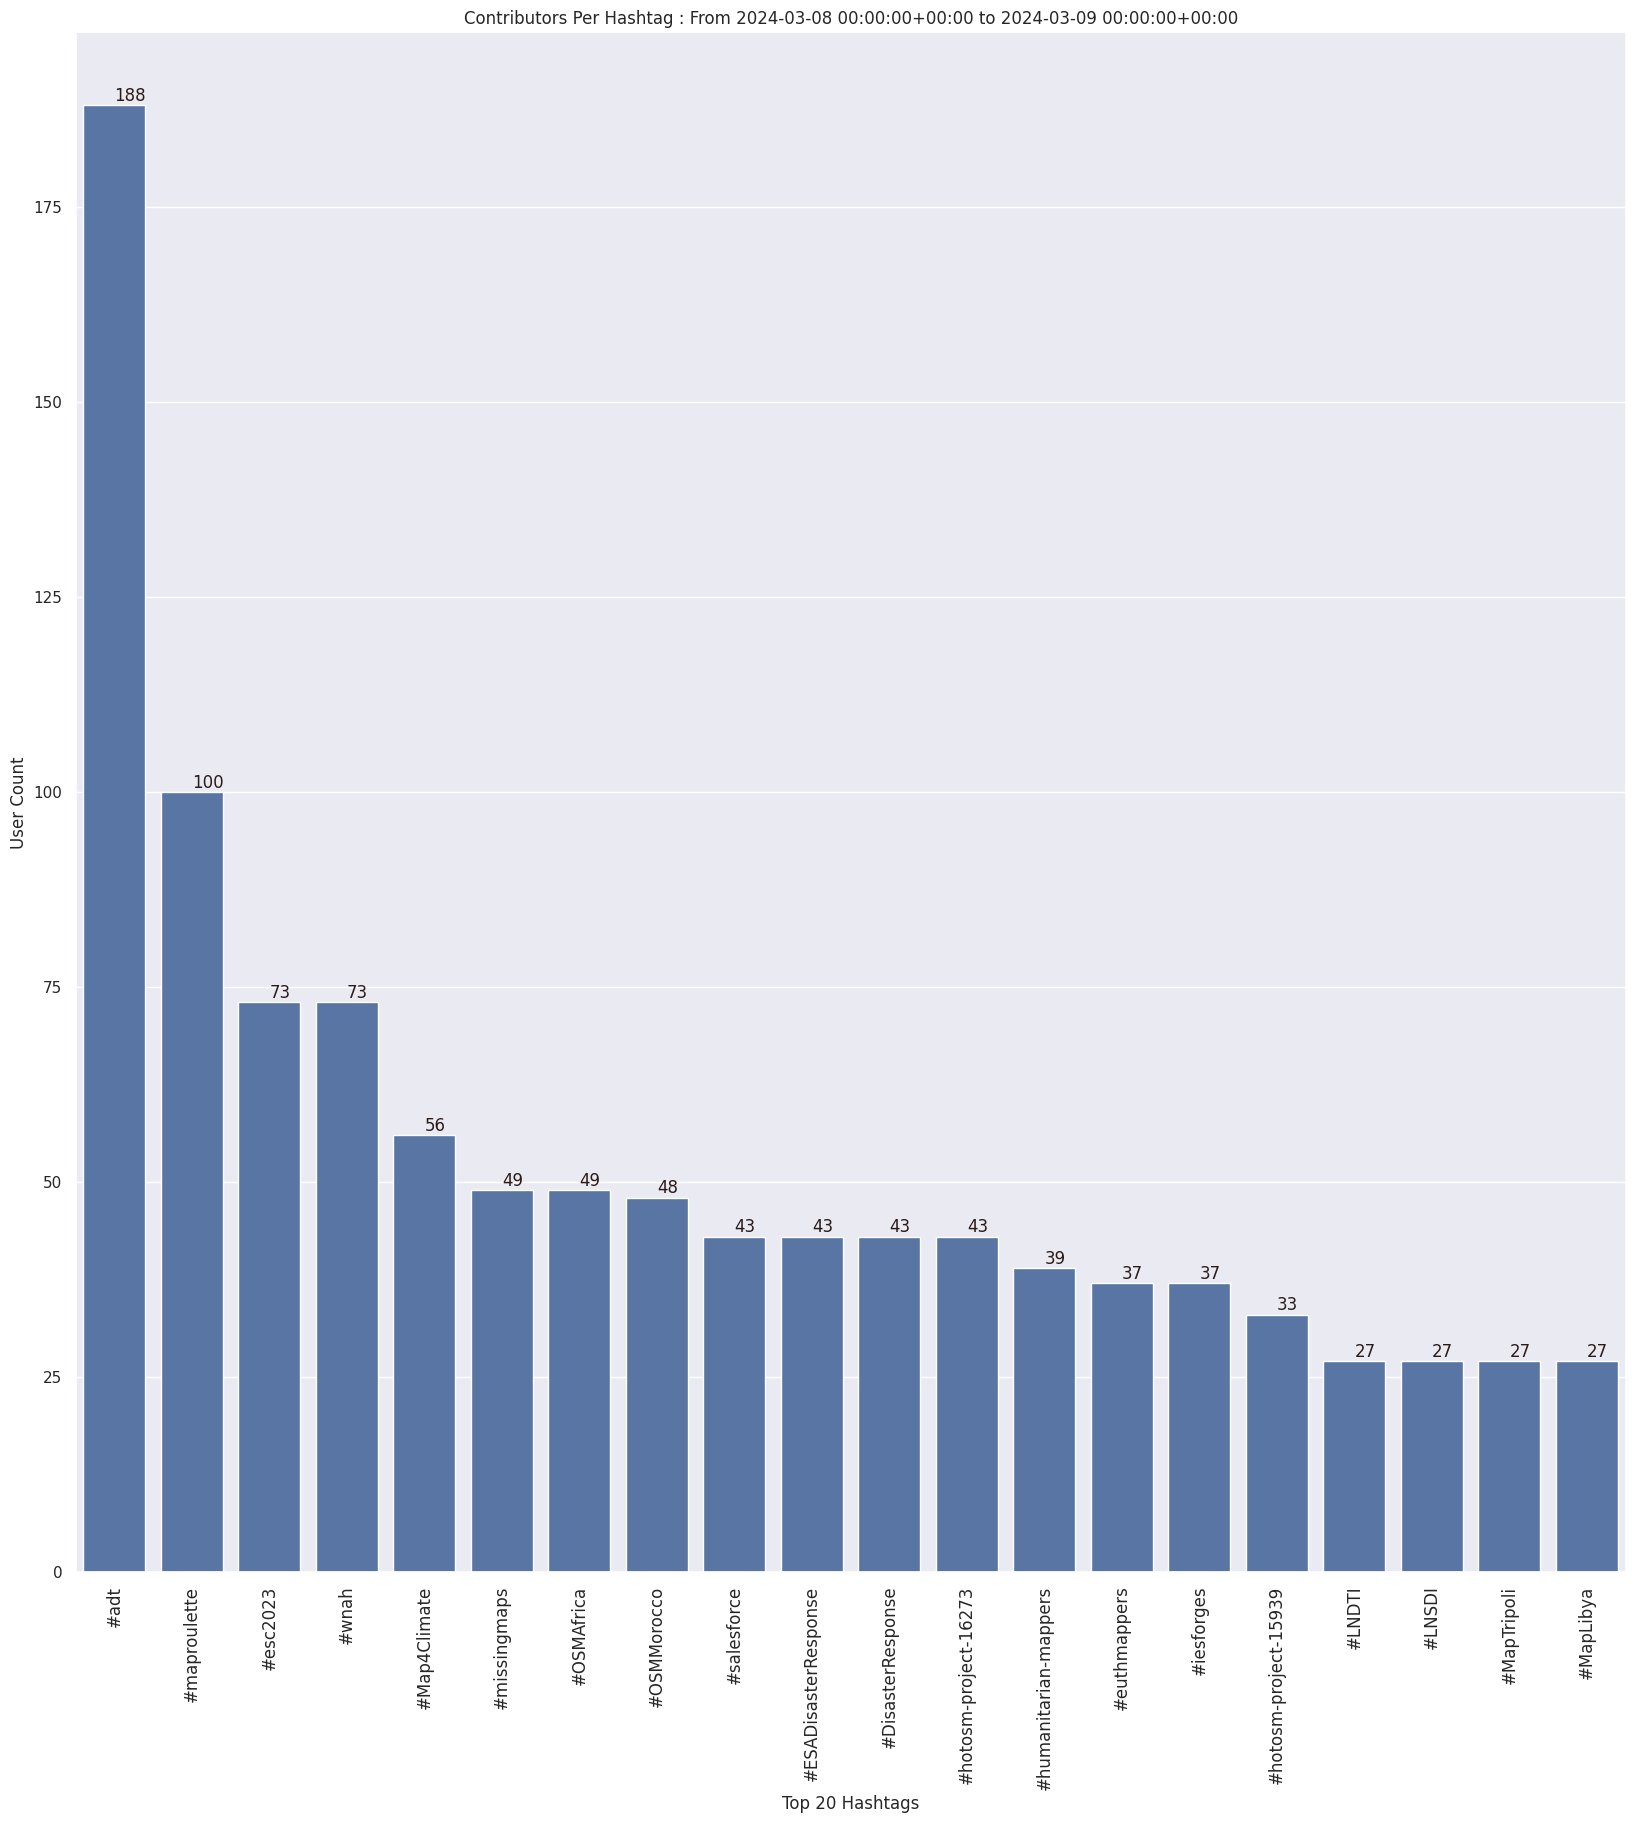 Contributors Per Hashtag : From 2024-03-08 00:00:00+00:00 to 2024-03-09 00:00:00+00:00
User Count
175
150
125
100
75
50
25
0
188
100
73
73
56
49
49
48
43
43
43
43
39
37
37
33
27
27
27
27
#adt
#maproulette
#esc2023
#wnah
#Map4Climate
#missingmaps
#OSMAfrica
#OSMMorocco
#salesforce
#ESADisasterResponse
#DisasterResponse
#hotosm-project-16273
#humanitarian-mappers
#euthmappers
#iesforges
#hotosm-project-15939
#LNDTI
#LNSDI
#MapTripoli
#MapLibya
Top 20 Hashtags